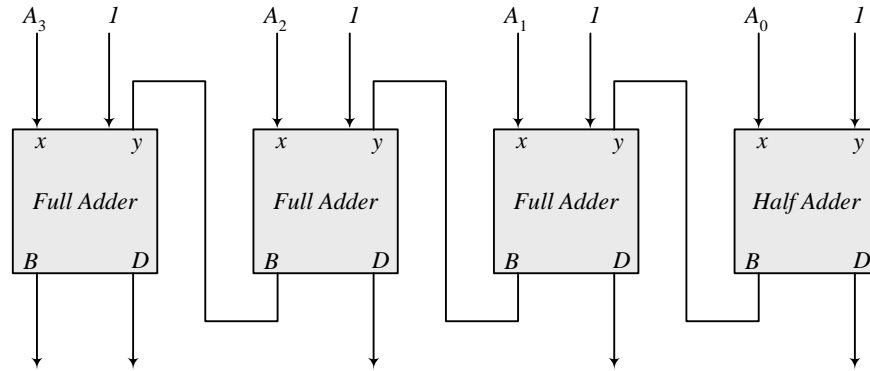 A3 1 A2 1 A1 1 A0 1
x y x y x y x y
Full Adder Full Adder Full Adder Half Adder
B D B D B D B D